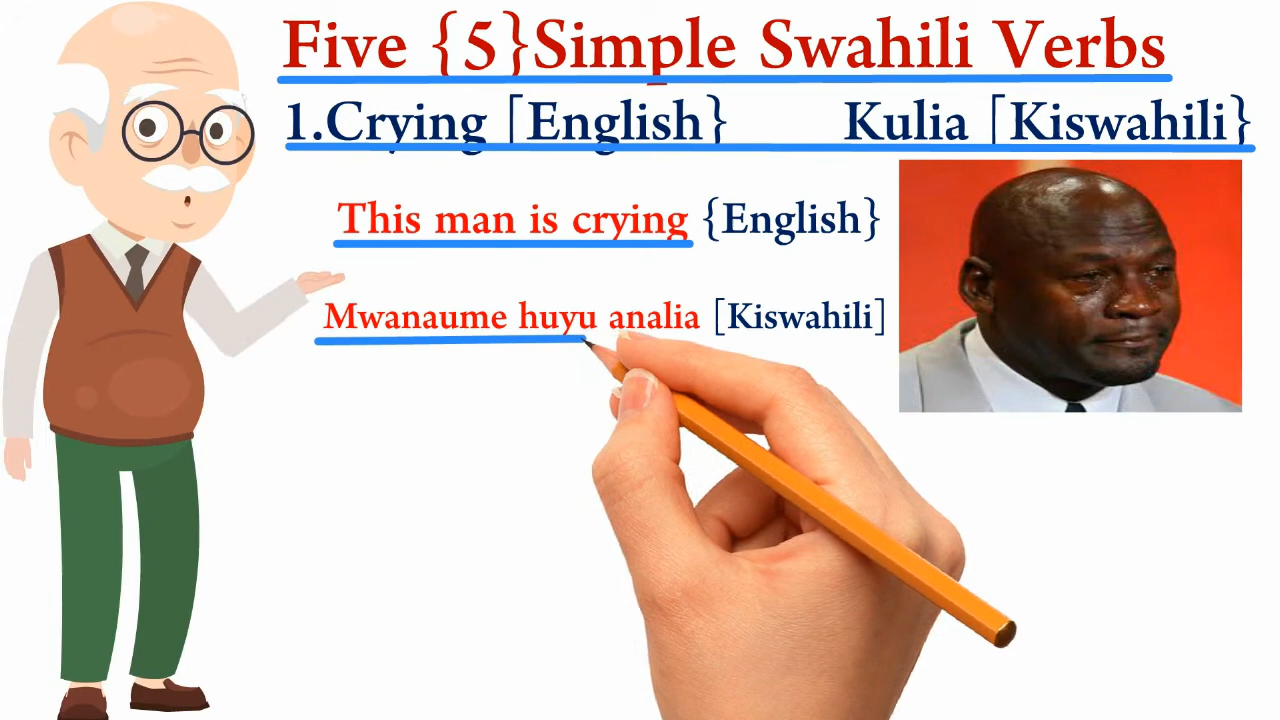 Five {5}Simple Swahili Verbs
1.Crying ⌈English} Kulia ⌈Kiswahili}
This man is crying {English}
Mwanaume huyu analia [Kiswahili]